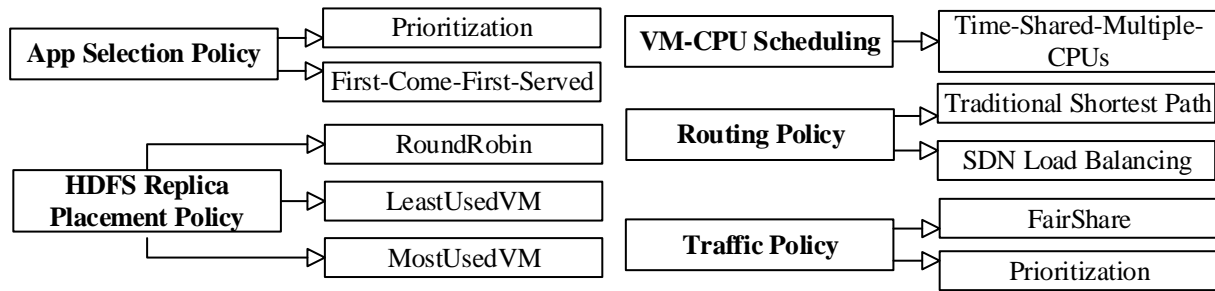 App Selection Policy
Prioritization
First-Come-First-Served
HDFS Replica
Placement Policy
RoundRobin
LeastUsedVM
MostUsedVM
VM-CPU Scheduling
Time-Shared-Multiple-
CPUs
Routing Policy
Traditional Shortest Path
SDN Load Balancing
Traffic Policy
FairShare
Prioritization